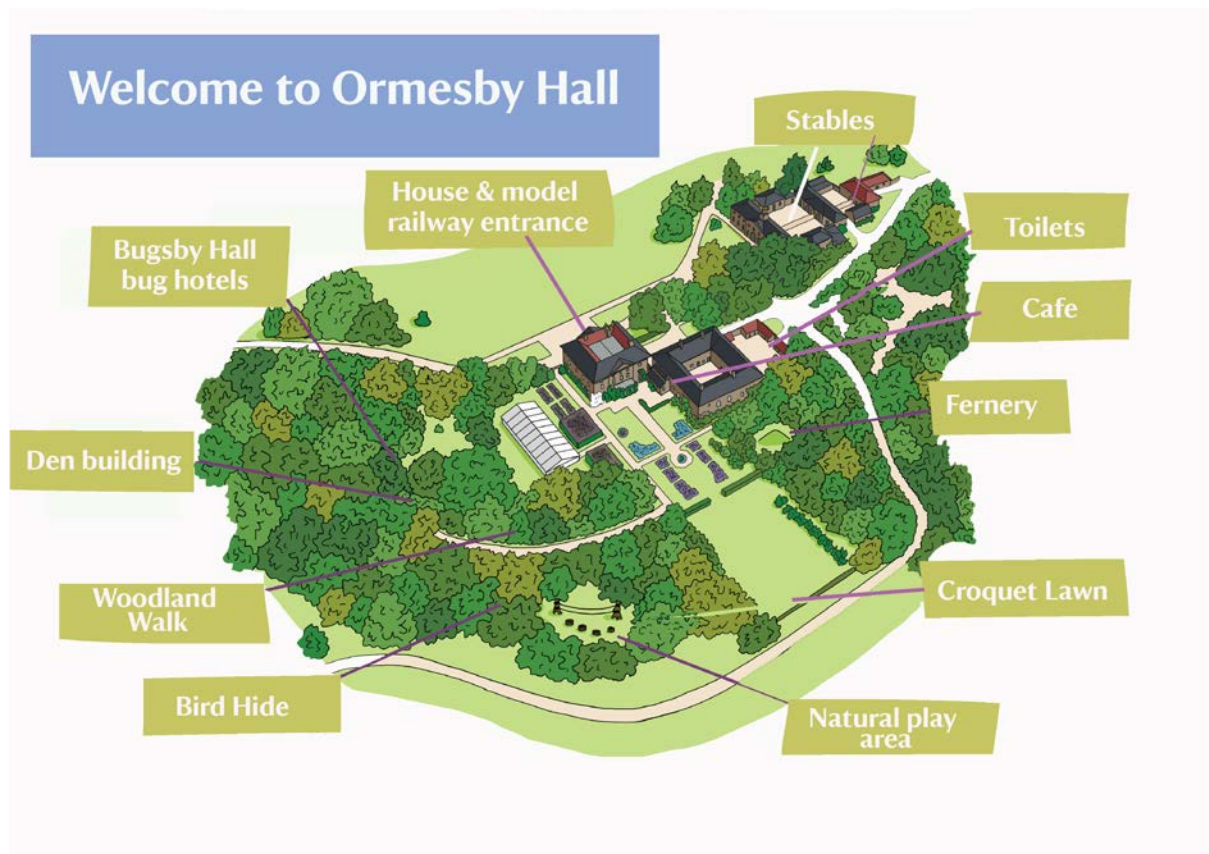 Welcome to Ormesby Hall
Stables
House & model
railway entrance
Toilets
Bugsby Hall
bug hotels
Cafe
Fernery
Den building
Woodland
Walk
Croquet Lawn
Bird Hide
Natural play
area